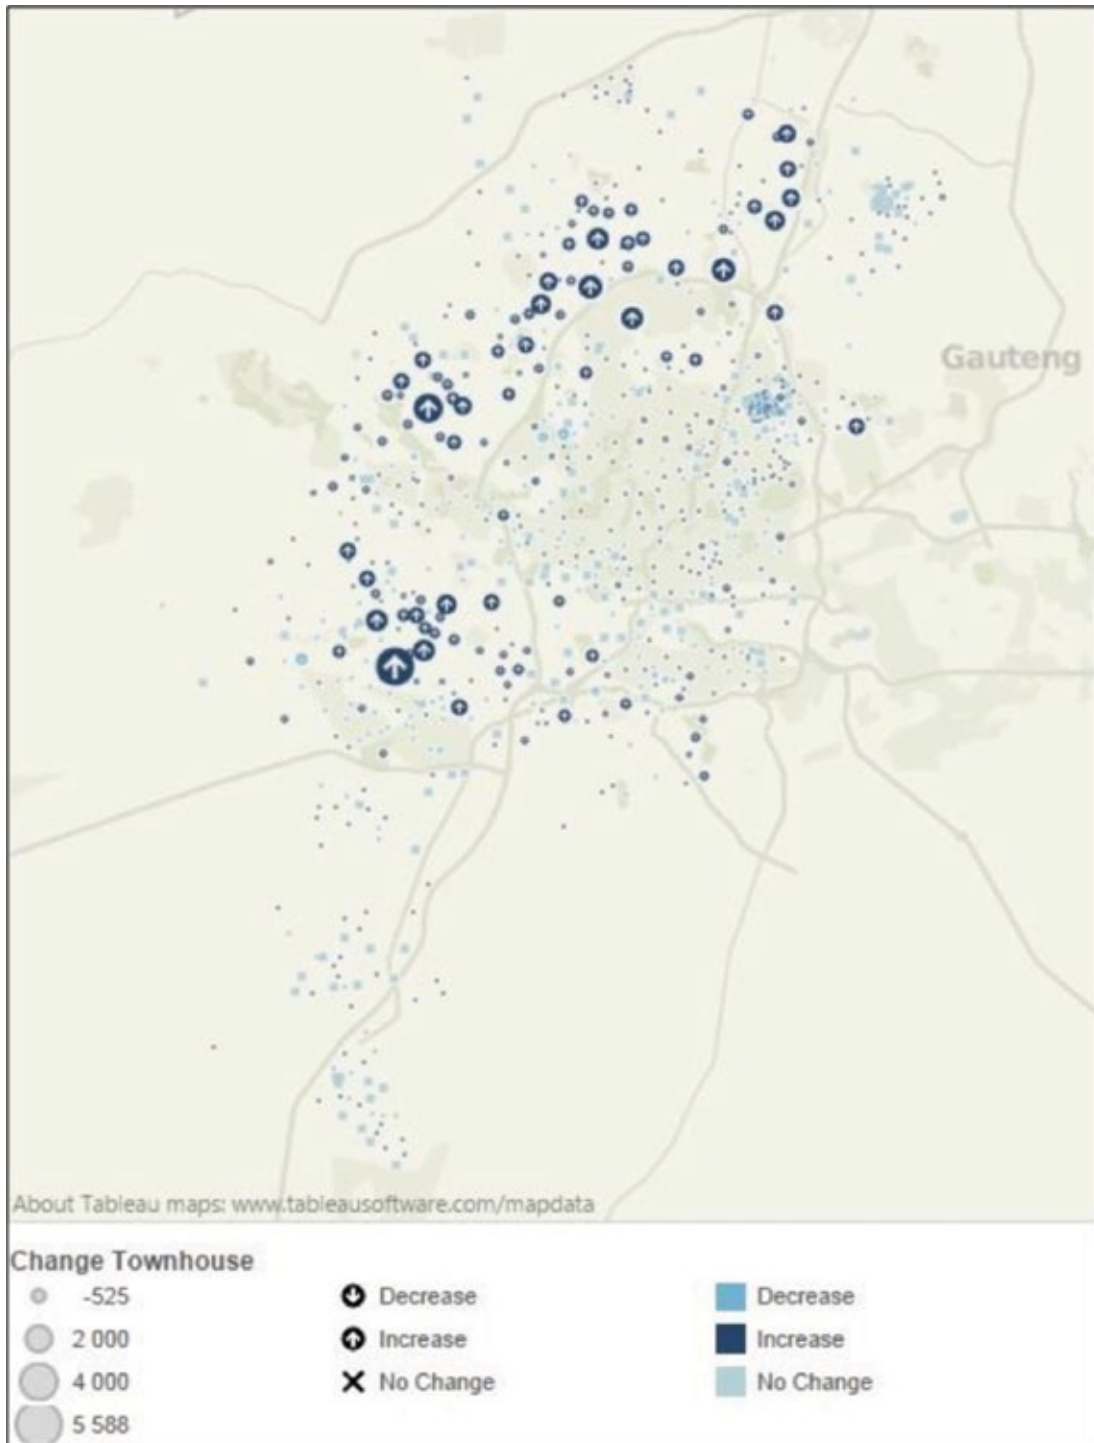 Gauteng
About Tableau maps: www.tableausoftware.com/mapdata
Change Townhouse
-525
2 000
4 000
5 588
Decrease
Increase
No Change
Decrease
Increase
No Change